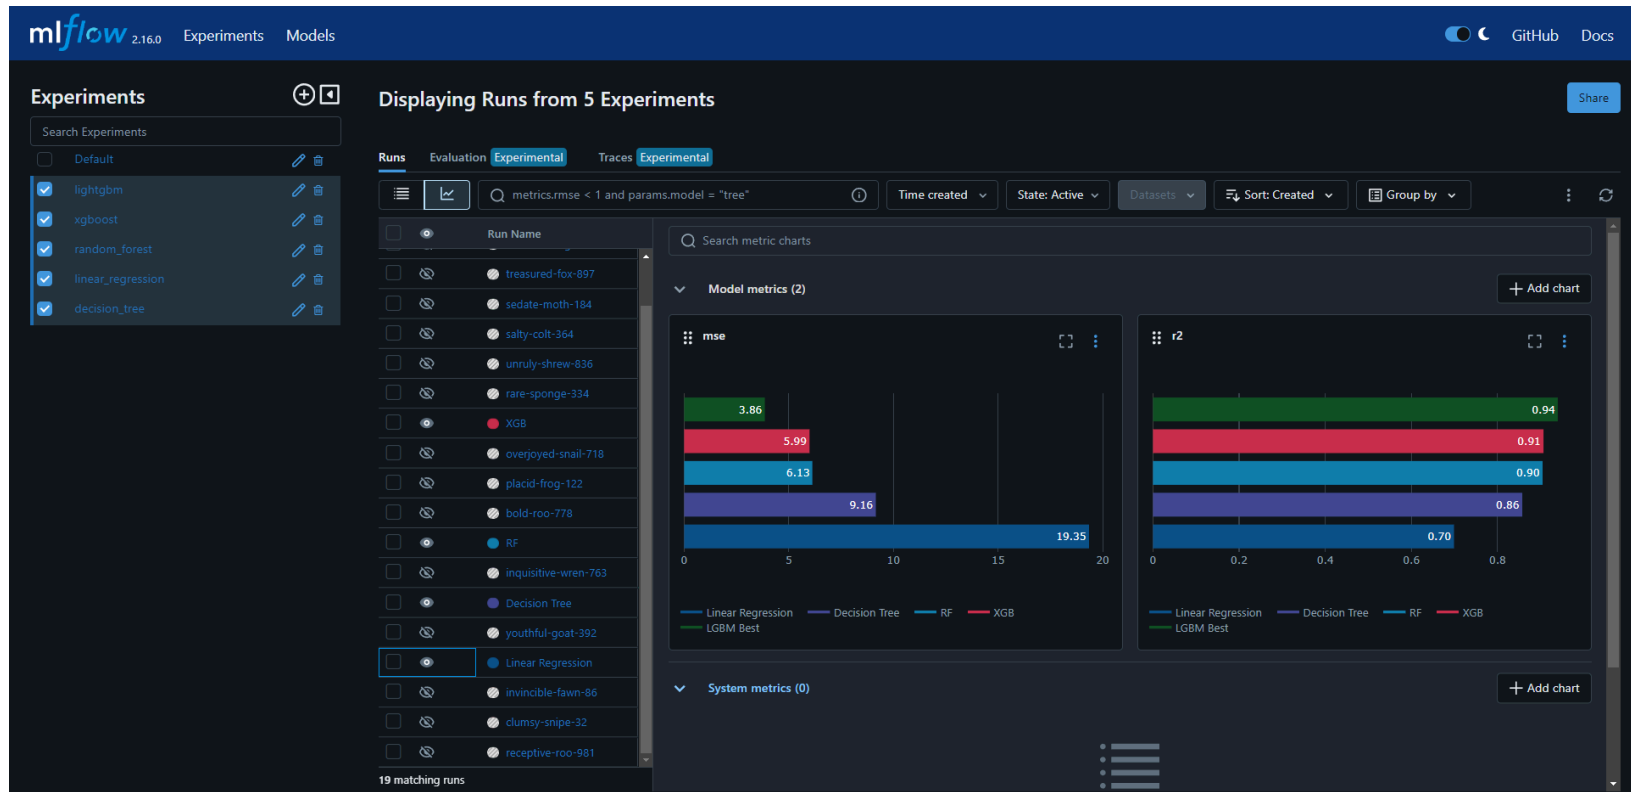 mlflow 2.16.0 Experiments Models GitHub Docs
Experiments
Search Experiments
Default
lightgbm
xgboost
random_forest
linear_regression
decision_tree
Displaying Runs from 5 Experiments
Share
Runs Evaluation Experimental Traces Experimental
metrics.rmse < 1 and params.model = "tree"
Time created
State: Active
Datasets
Sort: Created
Group by
Run Name
treasured-fox-897
sedate-moth-184
salty-colt-364
unruly-shrew-836
rare-sponge-334
XGB
overjoyed-snail-718
placid-frog-122
bold-roo-778
RF
inquisitive-wren-763
Decision Tree
youthful-goat-392
Linear Regression
invincible-fawn-86
clumsy-snipe-32
receptive-roo-981
19 matching runs
Search metric charts
Model metrics (2)
Add chart
mse
3.86
5.99
6.13
9.16
19.35
0 5 10 15 20
Linear Regression Decision Tree RF XGB
LGBM Best
r2
0.94
0.91
0.90
0.86
0.70
0 0.2 0.4 0.6 0.8
Linear Regression Decision Tree RF XGB
LGBM Best
System metrics (0)
Add chart